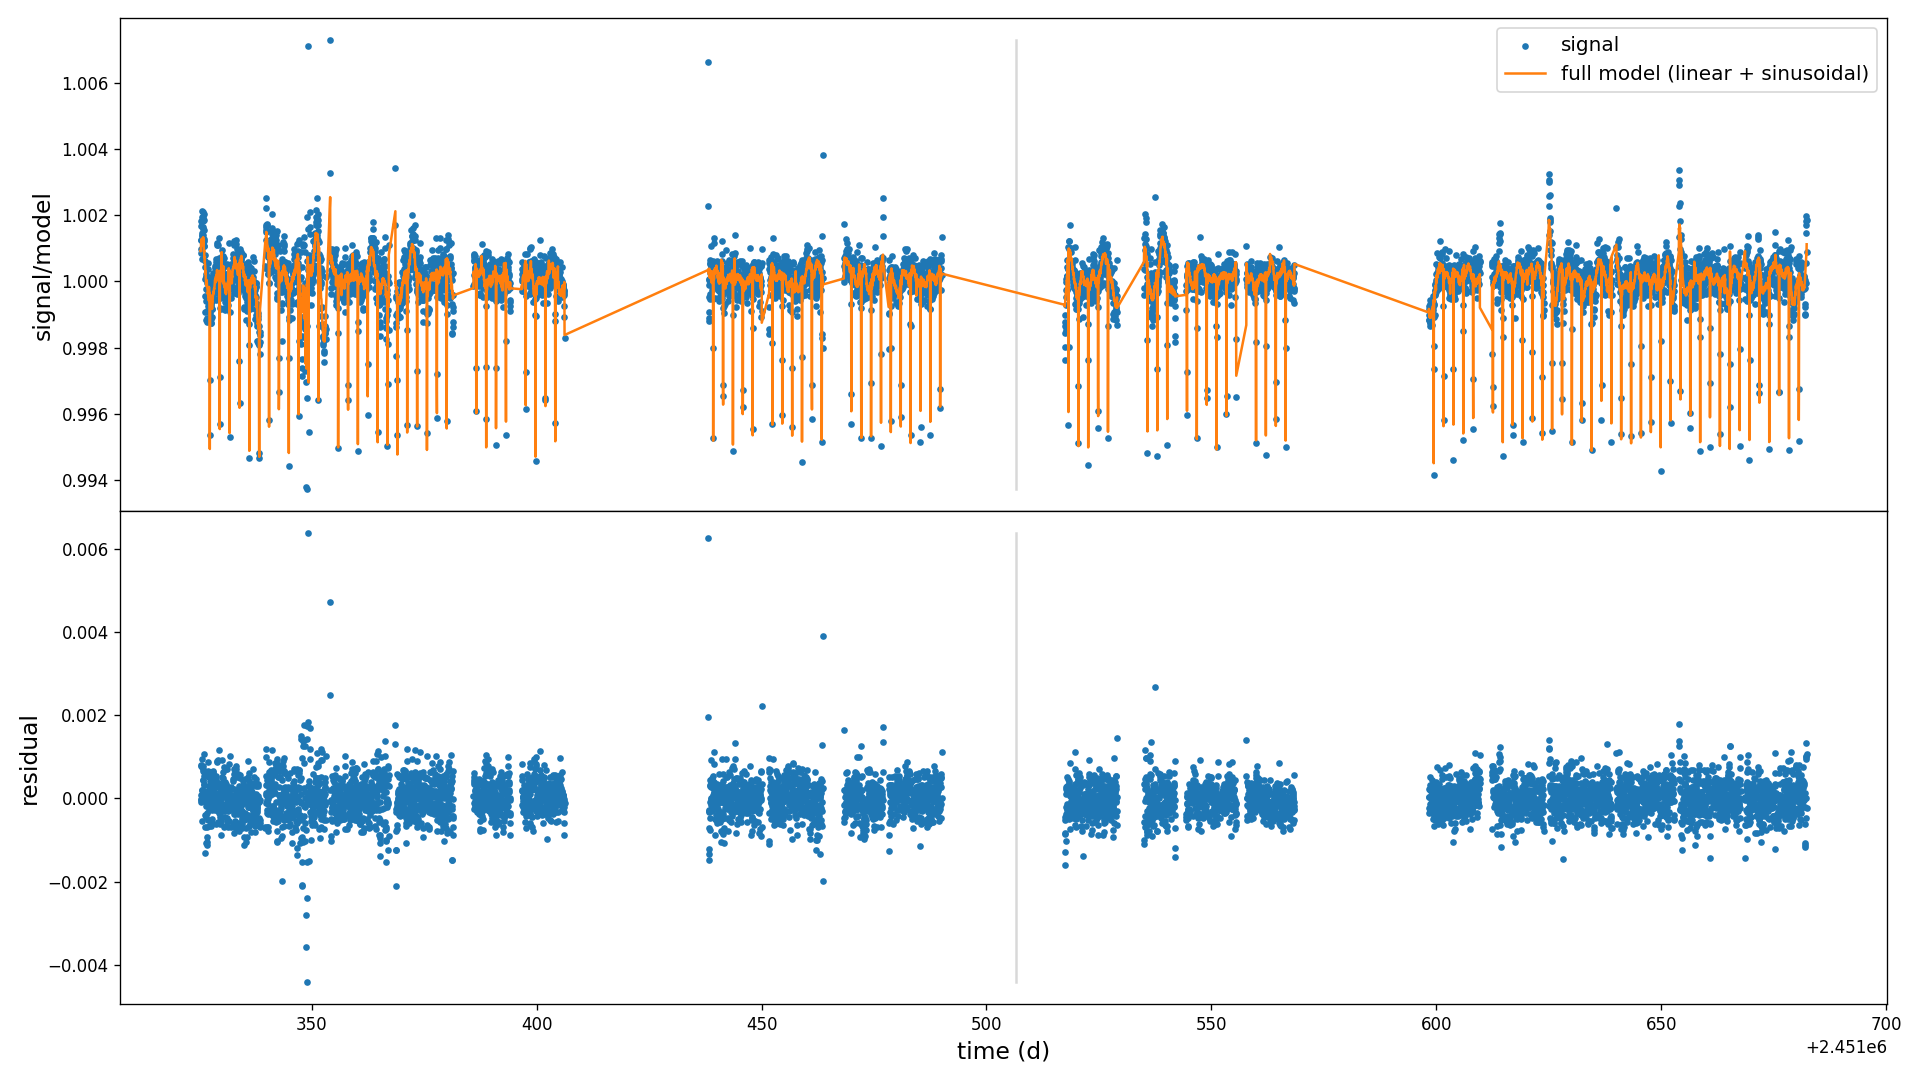 signal
full model (linear + sinusoidal)
signal/model
1.006
1.004
1.002
1.000
0.998
0.996
0.994
residual
0.006
0.004
0.002
0.000
−0.002
−0.004
350 400 450 500 550 600 650 700
time (d)
+2.451e6